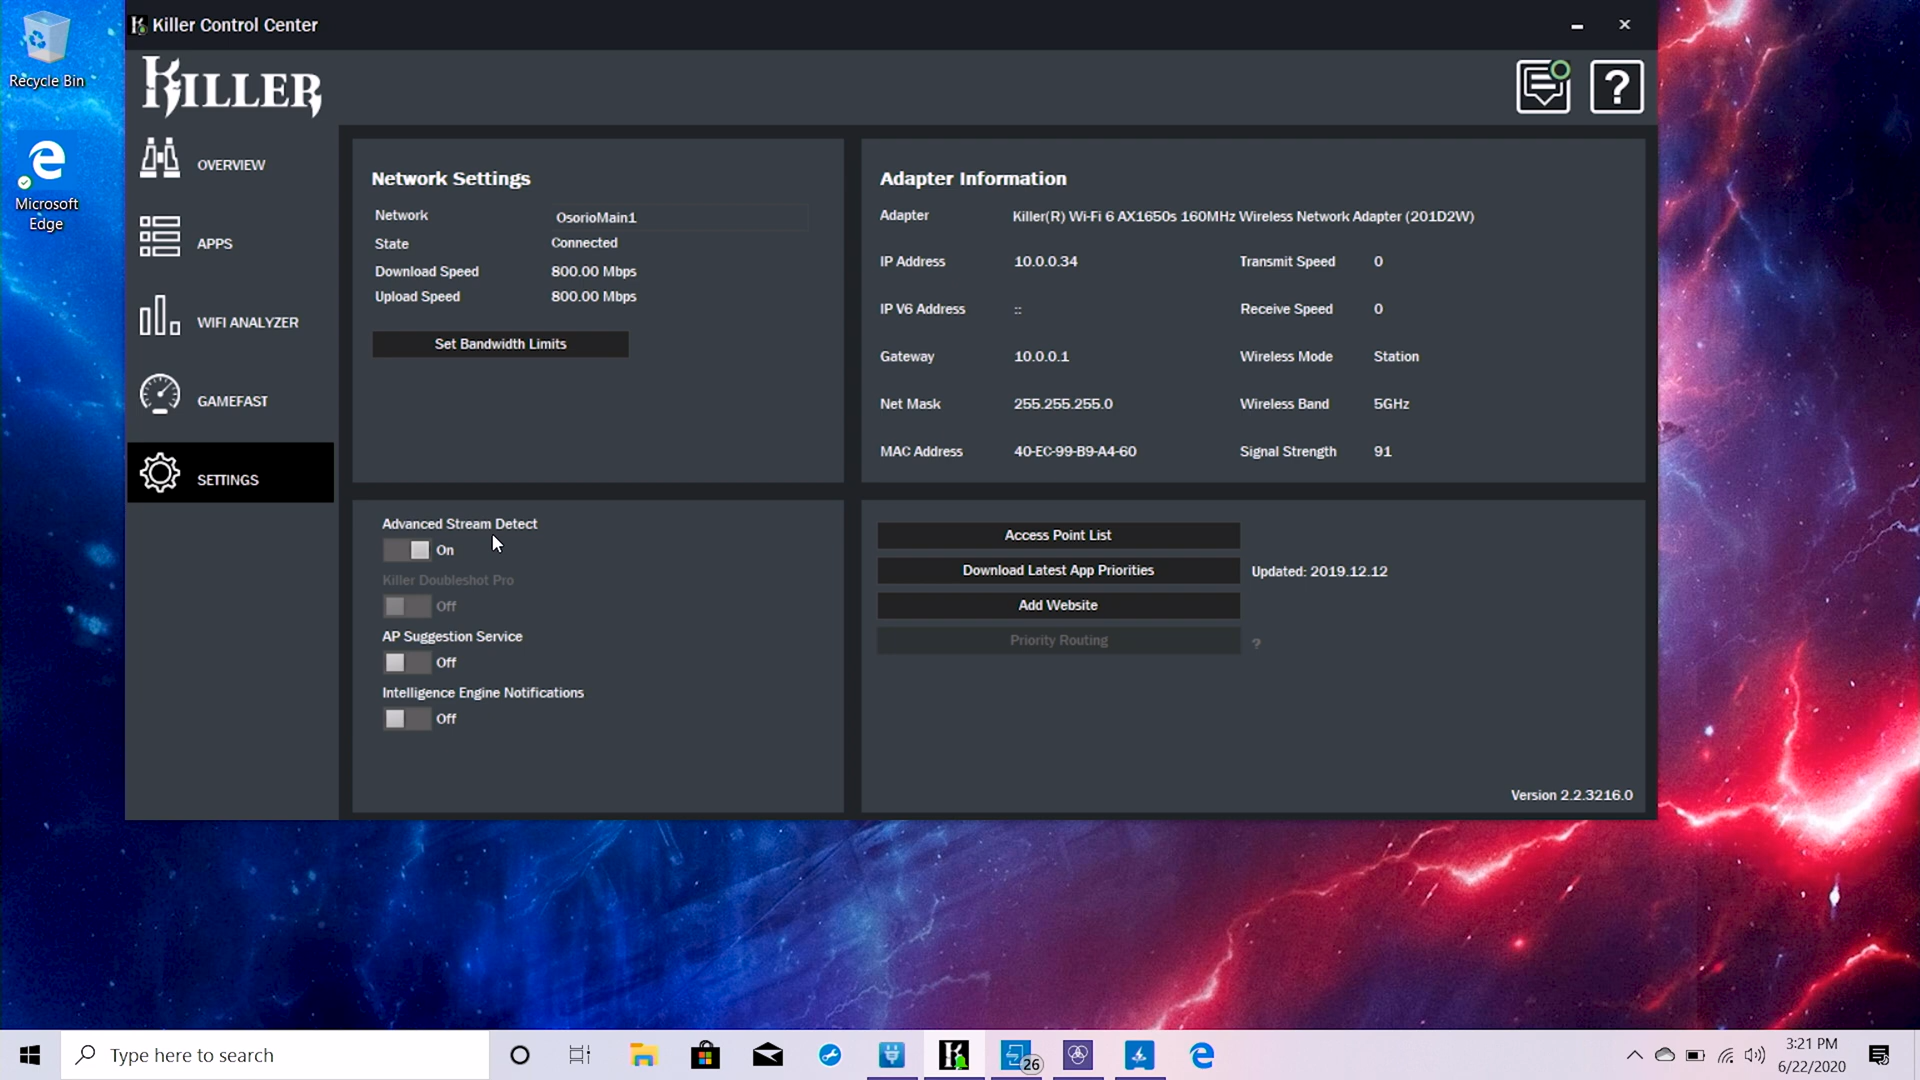 Killer Control Center
Recycle Bin
KILLER
?
Microsoft
Edge
OVERVIEW
APPS
WIFI ANALYZER
GAMEFAST
SETTINGS
Network Settings
Network OsorioMain1
State Connected
Download Speed 800.00 Mbps
Upload Speed 800.00 Mbps
Set Bandwidth Limits
Adapter Information
Adapter Killer(R) Wi-Fi 6 AX1650s 160MHz Wireless Network Adapter (201D2W)
IP Address 10.0.0.34 Transmit Speed 0
IP V6 Address :: Receive Speed 0
Gateway 10.0.0.1 Wireless Mode Station
Net Mask 255.255.255.0 Wireless Band 5GHz
MAC Address 40-EC-99-B9-A4-60 Signal Strength 91
Advanced Stream Detect
On
Killer Doubleshot Pro
Off
AP Suggestion Service
Off
Intelligence Engine Notifications
Off
Access Point List
Download Latest App Priorities Updated: 2019.12.12
Add Website
Priority Routing ?
Version 2.2.3216.0
Type here to search
26
3:21 PM
6/22/2020